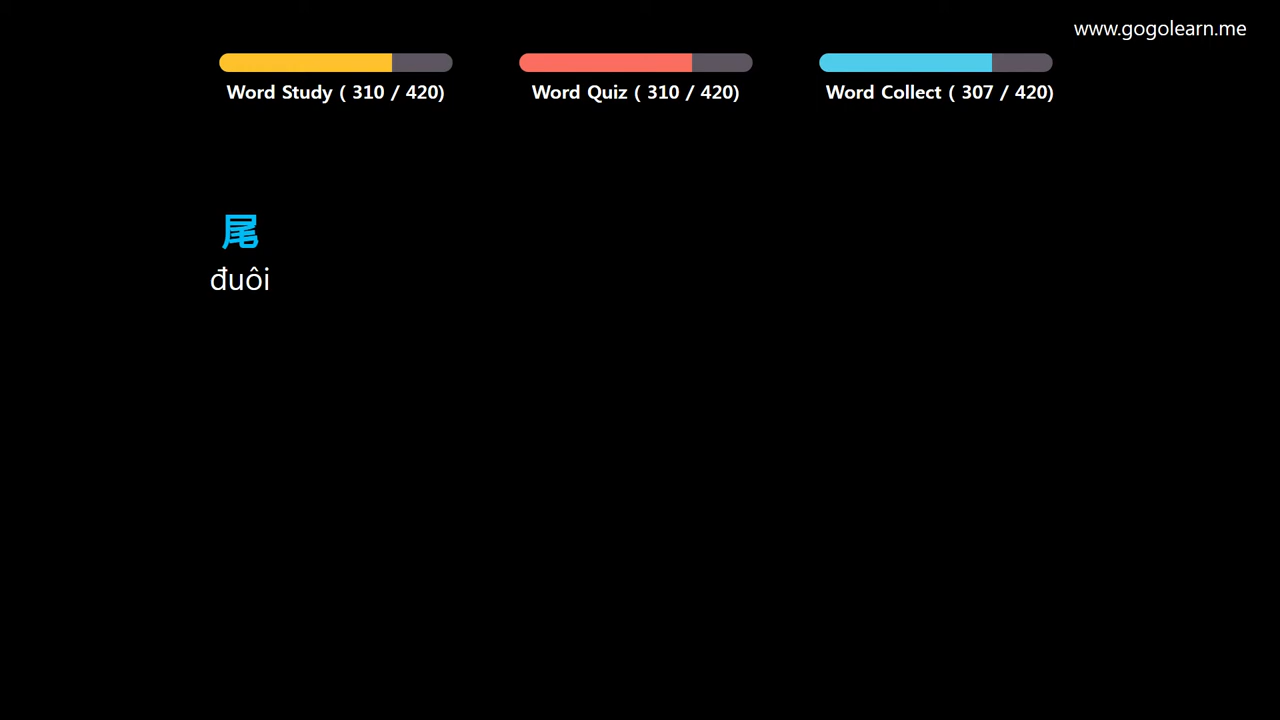 www.gogolearn.me
Word Study ( 310 / 420)
Word Quiz ( 310 / 420)
Word Collect ( 307 / 420)
尾
đuôi